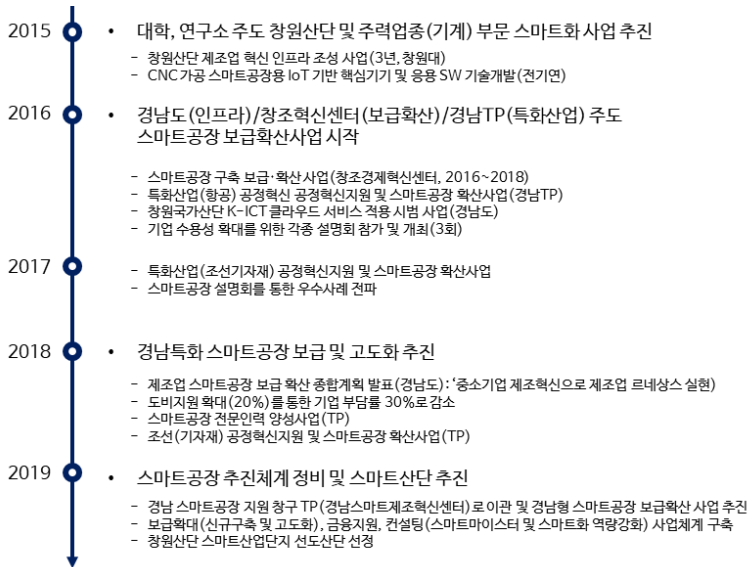 2015
• 대학, 연구소 주도 창원산단 및 주력업종(기계) 부문 스마트화 사업 추진
- 창원산단 제조업 혁신 인프라 조성 사업(3년, 창원대)
- CNC 가공 스마트공장용 IoT 기반 핵심기기 및 응용 SW 기술개발(전기연)
2016
• 경남도(인프라)/창조혁신센터(보급확산)/경남TP(특화산업) 주도
스마트공장 보급확산사업 시작
- 스마트공장 구축 보급·확산 사업(창조경제혁신센터, 2016~2018)
- 특화산업(항공) 공정혁신 공정혁신지원 및 스마트공장 확산사업(경남TP)
- 창원국가산단 K-ICT 클라우드 서비스 적용 시범 사업(경남도)
- 기업 수용성 확대를 위한 각종 설명회 참가 및 개최(3회)
2017
- 특화산업(조선기자재) 공정혁신지원 및 스마트공장 확산사업
- 스마트공장 설명회를 통한 우수사례 전파
2018
• 경남특화 스마트공장 보급 및 고도화 추진
- 제조업 스마트공장 보급 확산 종합계획 발표(경남도): ‘중소기업 제조혁신으로 제조업 르네상스 실현)
- 도비지원 확대(20%)를 통한 기업 부담률 30%로 감소
- 스마트공장 전문인력 양성사업(TP)
- 조선(기자재) 공정혁신지원 및 스마트공장 확산사업(TP)
2019
• 스마트공장 추진체계 정비 및 스마트산단 추진
- 경남 스마트공장 지원 창구 TP(경남스마트제조혁신센터)로 이관 및 경남형 스마트공장 보급확산 사업 추진
- 보급확대(신규구축 및 고도화), 금융지원, 컨설팅(스마트마이스터 및 스마트화 역량강화) 사업체계 구축
- 창원산단 스마트산업단지 선도산단 선정